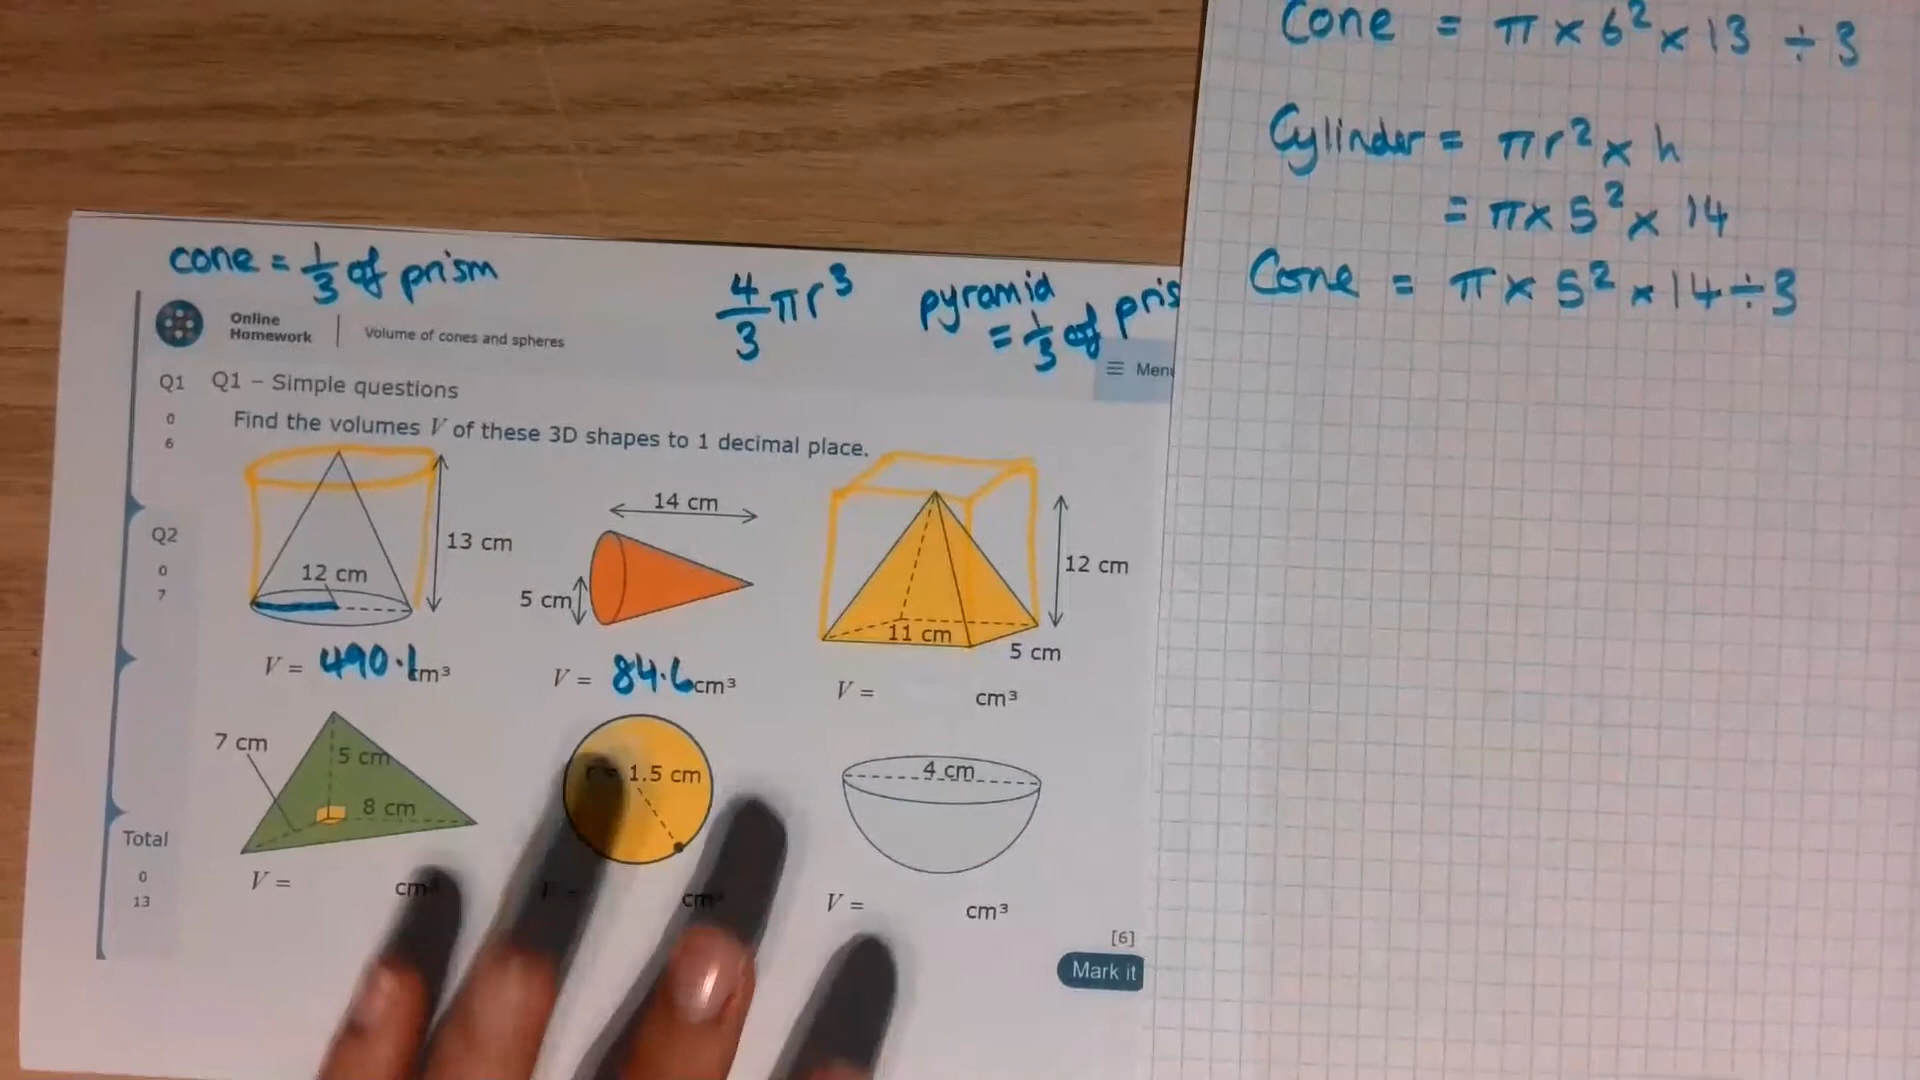 Cone = π × 6² × 13 ÷ 3
Cylinder = πr² × h
= π × 5² × 14
Cone = π × 5² × 14 ÷ 3
cone = 1/3 of prism
4/3 πr³
pyramid
= 1/3 of pris
Online
Homework
Volume of cones and spheres
Menu
Q1
0
6
Q1 – Simple questions
Find the volumes V of these 3D shapes to 1 decimal place.
12 cm
13 cm
14 cm
5 cm
11 cm
12 cm
5 cm
V = 490.1cm³
V = 84.6cm³
V = cm³
Q2
0
7
7 cm
5 cm
8 cm
1.5 cm
4 cm
V = cm³
V = cm³
V = cm³
Total
0
13
[6]
Mark it